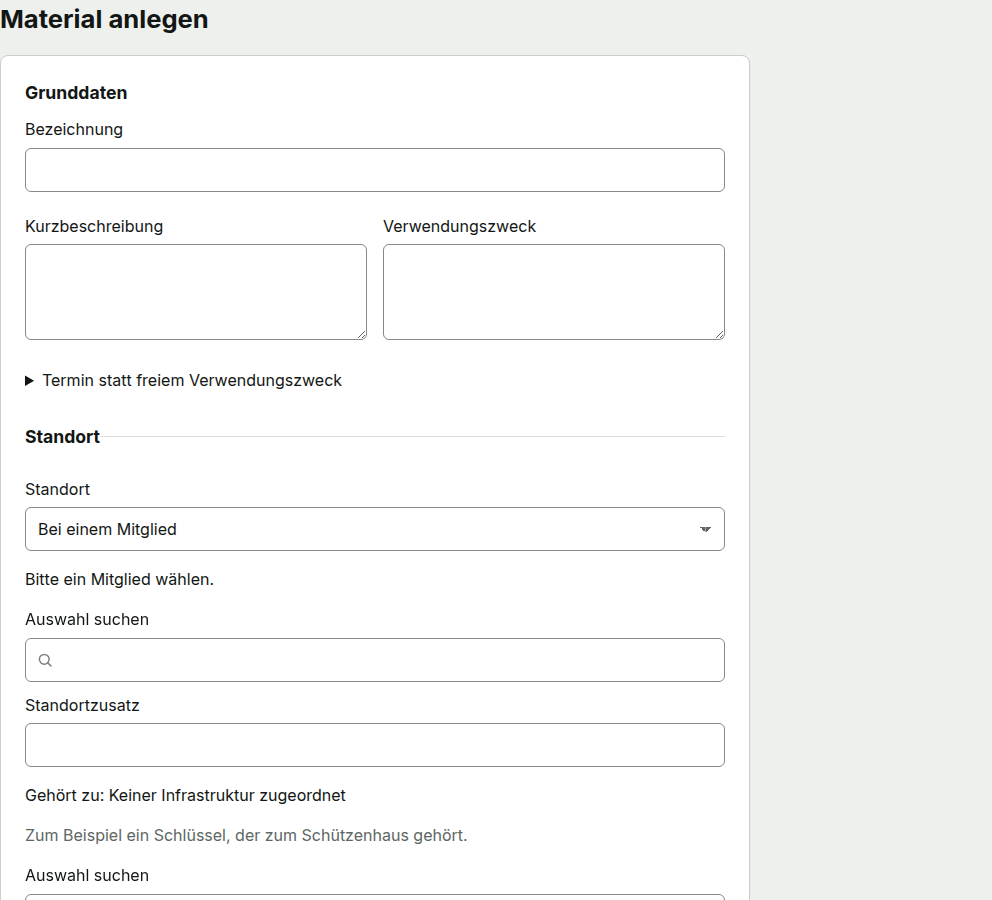 Material anlegen
Grunddaten
Bezeichnung
Kurzbeschreibung
Verwendungszweck
Termin statt freiem Verwendungszweck
Standort
Standort
Bei einem Mitglied
Bitte ein Mitglied wählen.
Auswahl suchen
Standortzusatz
Gehört zu: Keiner Infrastruktur zugeordnet
Zum Beispiel ein Schlüssel, der zum Schützenhaus gehört.
Auswahl suchen